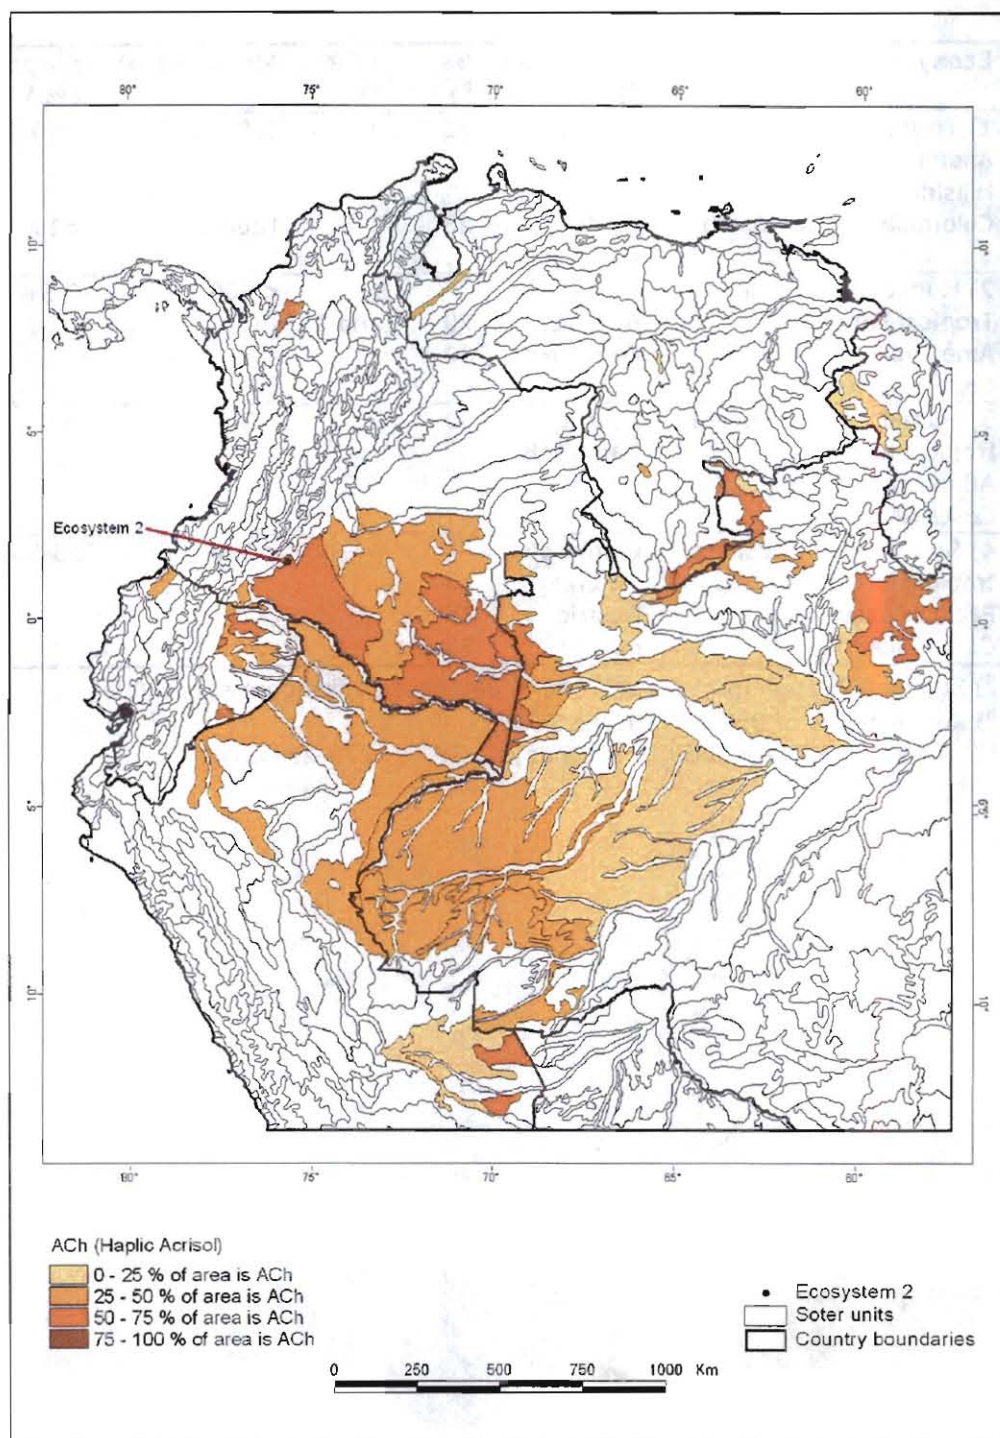 80° 75° 70° 65° 60°
10°
5°
5°
Ecosystem 2
0°
5°
5°
10°
80° 75° 70° 65° 60°
ACh (Haplic Acrisol)
0 - 25 % of area is ACh
25 - 50 % of area is ACh
50 - 75 % of area is ACh
75 - 100 % of area is ACh
Ecosystem 2
Soter units
Country boundaries
0 250 500 750 1000 Km